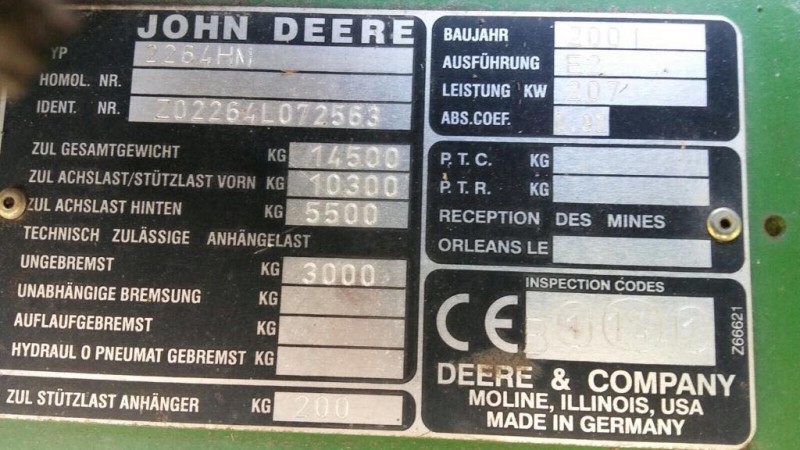 JOHN DEERE
TYP 2264HM
HOMOL. NR.
IDENT. NR. Z02264L072563
ZUL GESAMTGEWICHT KG 14500
ZUL ACHSLAST/STÜTZLAST VORN KG 10300
ZUL ACHSLAST HINTEN KG 5500
TECHNISCH ZULÄSSIGE ANHÄNGELAST
UNGEBREMST KG 3000
UNABHÄNGIGE BREMSUNG KG
AUFLAUFGEBREMST KG
HYDRAUL O PNEUMAT GEBREMST KG
ZUL STÜTZLAST ANHÄNGER KG 200
BAUJAHR 2001
AUSFÜHRUNG E2
LEISTUNG KW 207
ABS.COEF.
P.T.C. KG
P.T.R. KG
RECEPTION DES MINES
ORLEANS LE
INSPECTION CODES
CE
DEERE & COMPANY
MOLINE, ILLINOIS, USA
MADE IN GERMANY
Z66621